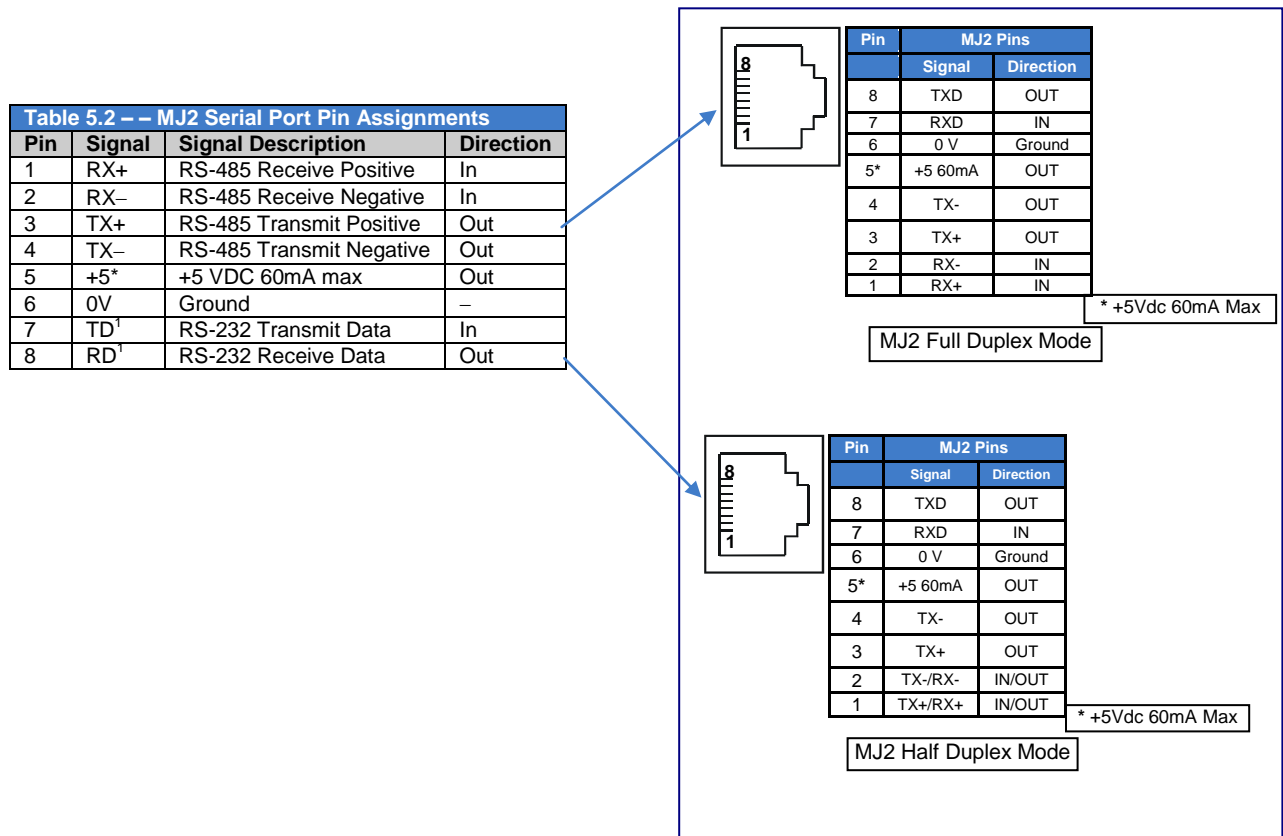 Table 5.2 – – MJ2 Serial Port Pin Assignments
Pin Signal Signal Description Direction
1 RX+ RS-485 Receive Positive In
2 RX– RS-485 Receive Negative In
3 TX+ RS-485 Transmit Positive Out
4 TX– RS-485 Transmit Negative Out
5 +5* +5 VDC 60mA max Out
6 0V Ground –
7 TD¹ RS-232 Transmit Data In
8 RD¹ RS-232 Receive Data Out
8
1
Pin MJ2 Pins
Signal Direction
8 TXD OUT
7 RXD IN
6 0 V Ground
5* +5 60mA OUT
4 TX- OUT
3 TX+ OUT
2 RX- IN
1 RX+ IN
* +5Vdc 60mA Max
MJ2 Full Duplex Mode
8
1
Pin MJ2 Pins
Signal Direction
8 TXD OUT
7 RXD IN
6 0 V Ground
5* +5 60mA OUT
4 TX- OUT
3 TX+ OUT
2 TX-/RX- IN/OUT
1 TX+/RX+ IN/OUT
* +5Vdc 60mA Max
MJ2 Half Duplex Mode